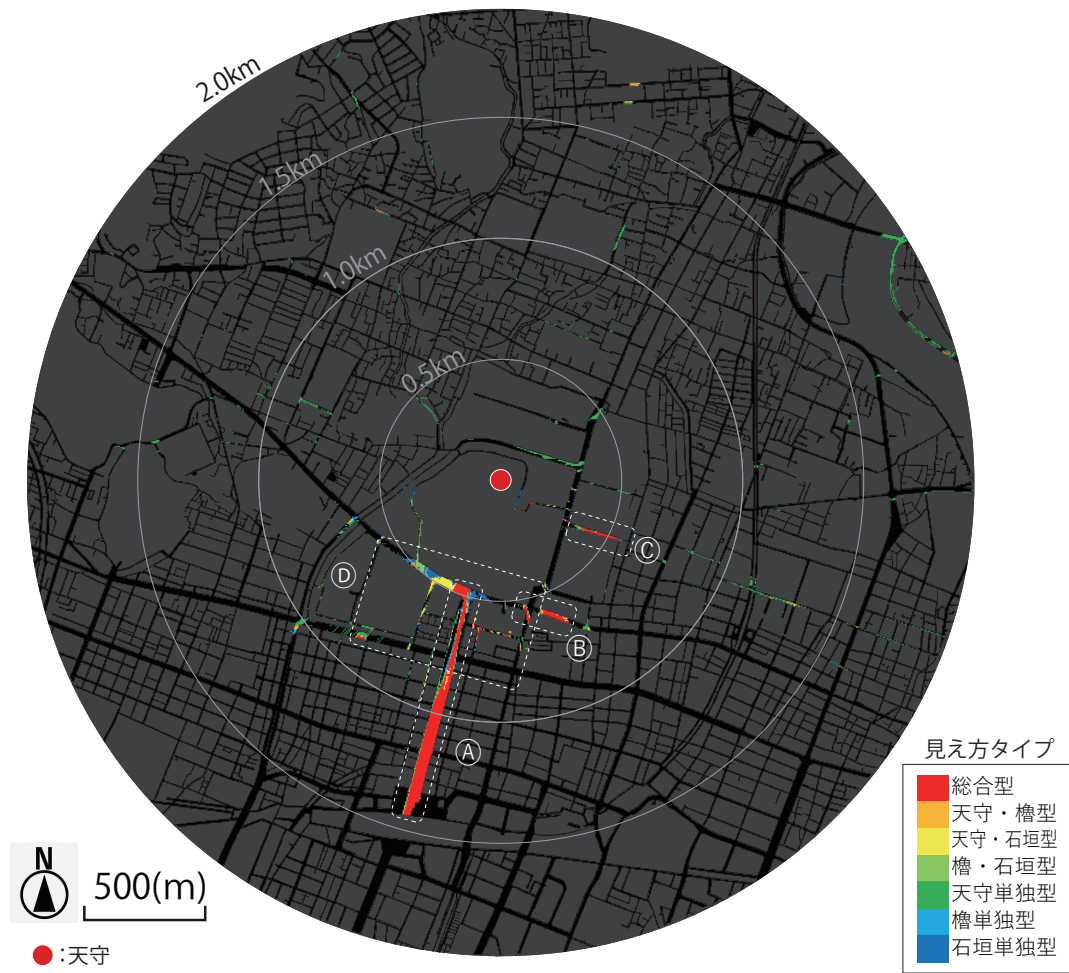 2.0km
1.5km
1.0km
0.5km
Ⓒ
Ⓓ
Ⓑ
Ⓐ
見え方タイプ
総合型
天守・櫓型
天守・石垣型
櫓・石垣型
天守単独型
櫓単独型
石垣単独型
N
500(m)
:天守